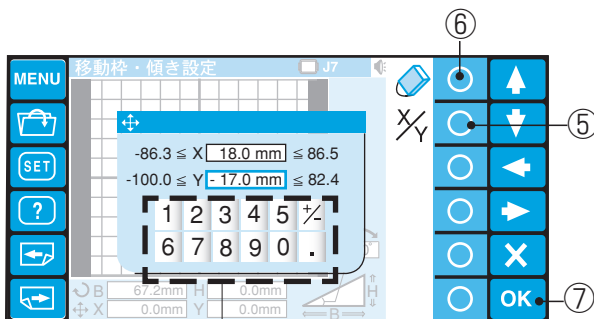 ⑥
MENU 移動枠・傾き設定 J7
X/Y ⑤
-86.3 ≦ X 18.0 mm ≦ 86.5
SET -100.0 ≦ Y - 17.0 mm ≦ 82.4
? 1 2 3 4 5 +/-
6 7 8 9 0 .
B 67.2mm H 0.0mm H OK ⑦
X 0.0mm Y 0.0mm B